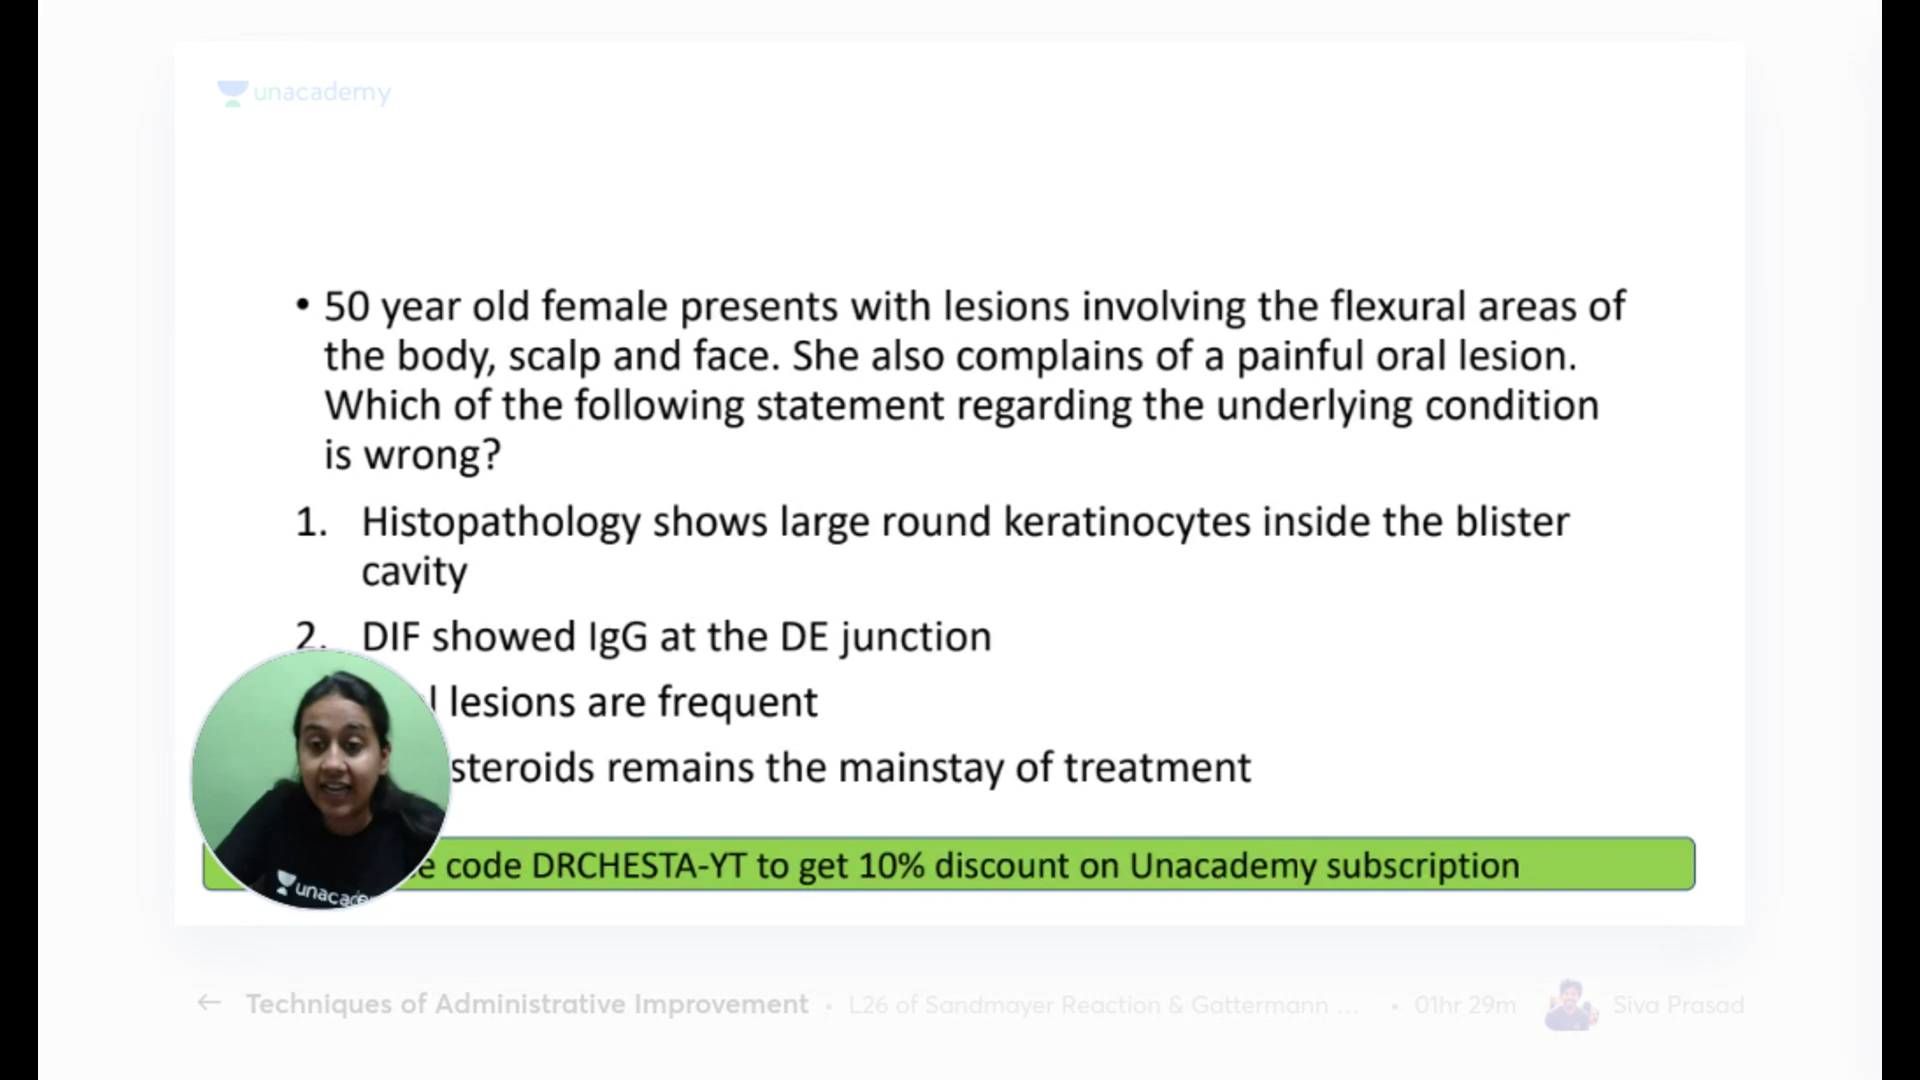 unacademy
• 50 year old female presents with lesions involving the flexural areas of
the body, scalp and face. She also complains of a painful oral lesion.
Which of the following statement regarding the underlying condition
is wrong?
1. Histopathology shows large round keratinocytes inside the blister
cavity
2. DIF showed IgG at the DE junction
lesions are frequent
steroids remains the mainstay of treatment
code DRCHESTA-YT to get 10% discount on Unacademy subscription
← Techniques of Administrative Improvement • L26 of Sandmayer Reaction & Gattermann ... • 01hr 29m Siva Prasad